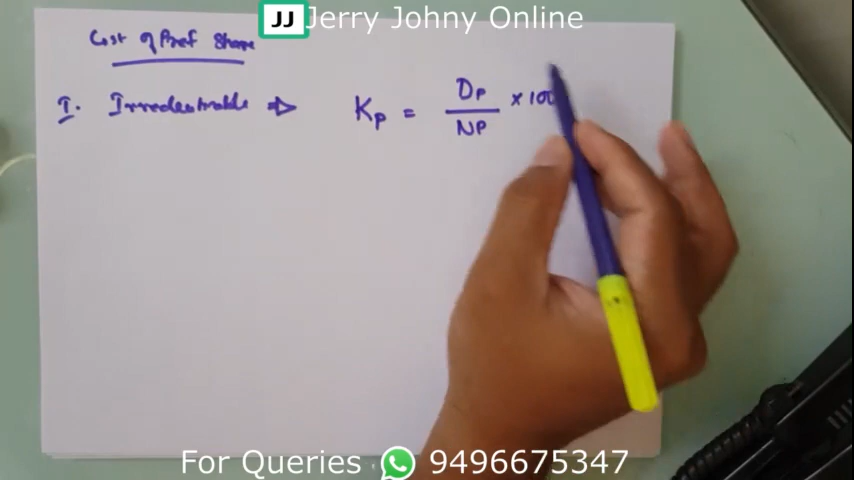 JJ Jerry Johny Online
Cost of Pref Share
I. Irredeemable ⇒ Kp = Dp / NP × 100
For Queries 9496675347